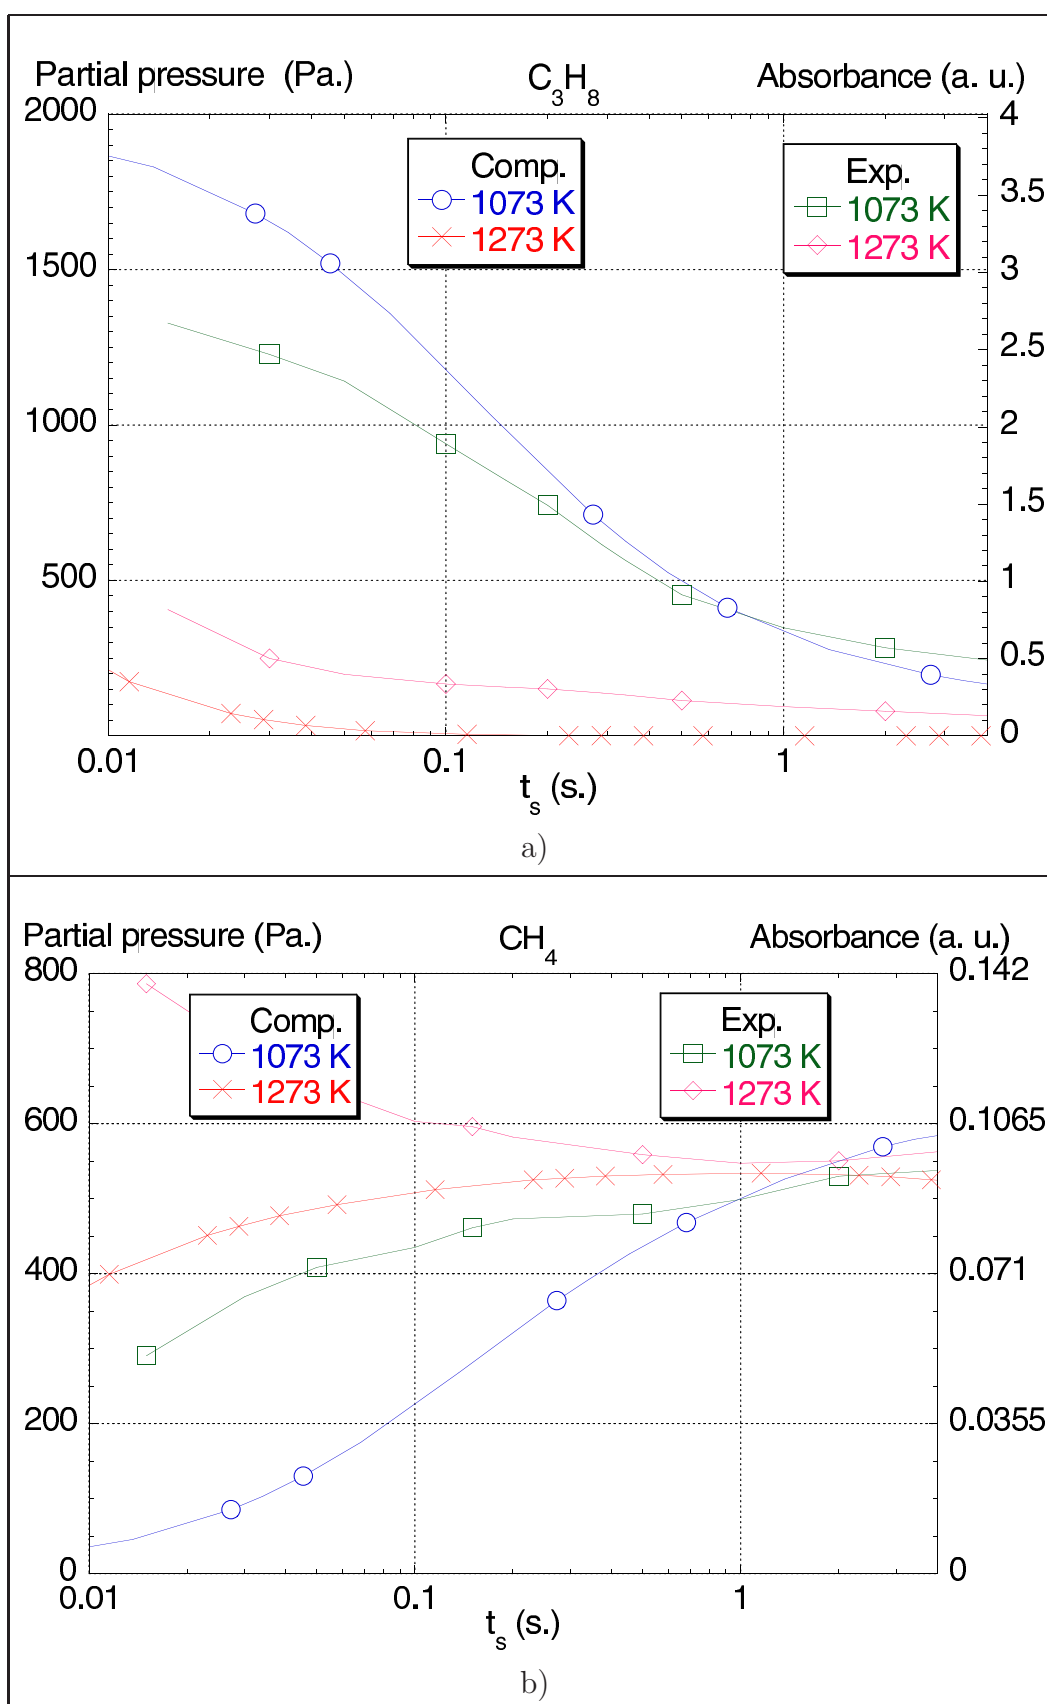 Partial pressure (Pa.) C3H8 Absorbance (a. u.)
2000 4
Comp. Exp.
1073 K 1073 K
1273 K 1273 K
3.5
1500 3
2.5
1000 2
1.5
500 1
0.5
0
0.01 0.1 1
ts (s.)
a)
Partial pressure (Pa.) CH4 Absorbance (a. u.)
800 0.142
Comp. Exp.
1073 K 1073 K
1273 K 1273 K
600 0.1065
400 0.071
200 0.0355
0 0
0.01 0.1 1
ts (s.)
b)